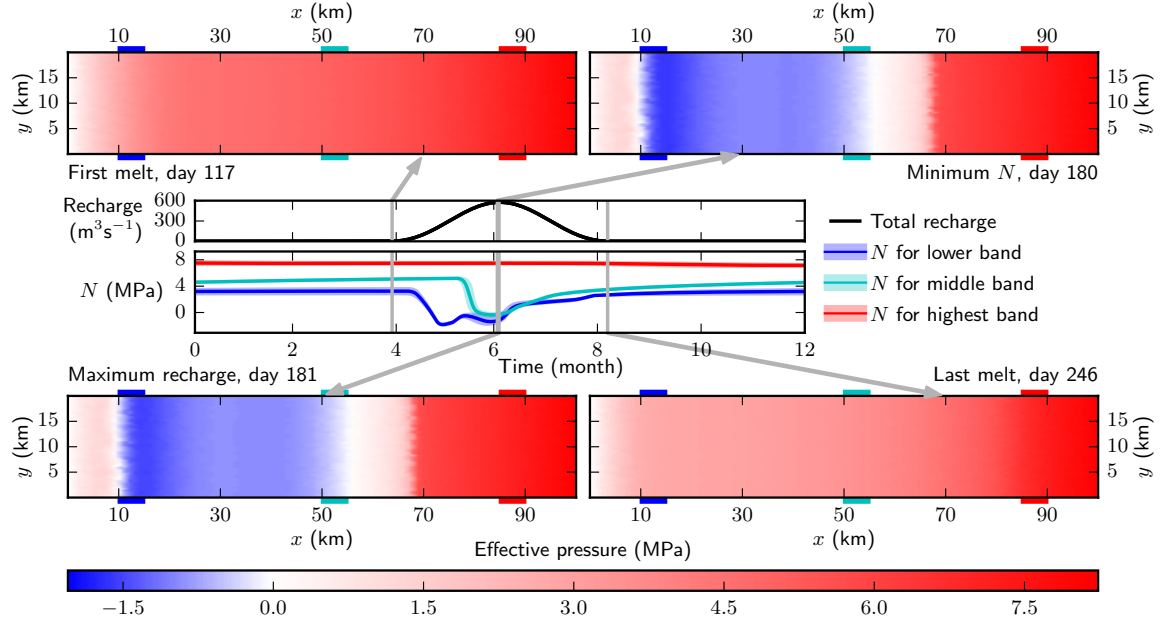 x (km)
x (km)
10 30 50 70 90
10 30 50 70 90
y (km)
15
10
5
15
10
5
y (km)
First melt, day 117
Minimum N, day 180
Recharge
(m³s⁻¹)
600
300
0
Total recharge
N for lower band
N for middle band
N for highest band
N (MPa)
8
4
0
0 2 4 6 8 10 12
Time (month)
Maximum recharge, day 181
Last melt, day 246
y (km)
15
10
5
15
10
5
y (km)
10 30 50 70 90
10 30 50 70 90
x (km)
x (km)
Effective pressure (MPa)
−1.5 0.0 1.5 3.0 4.5 6.0 7.5